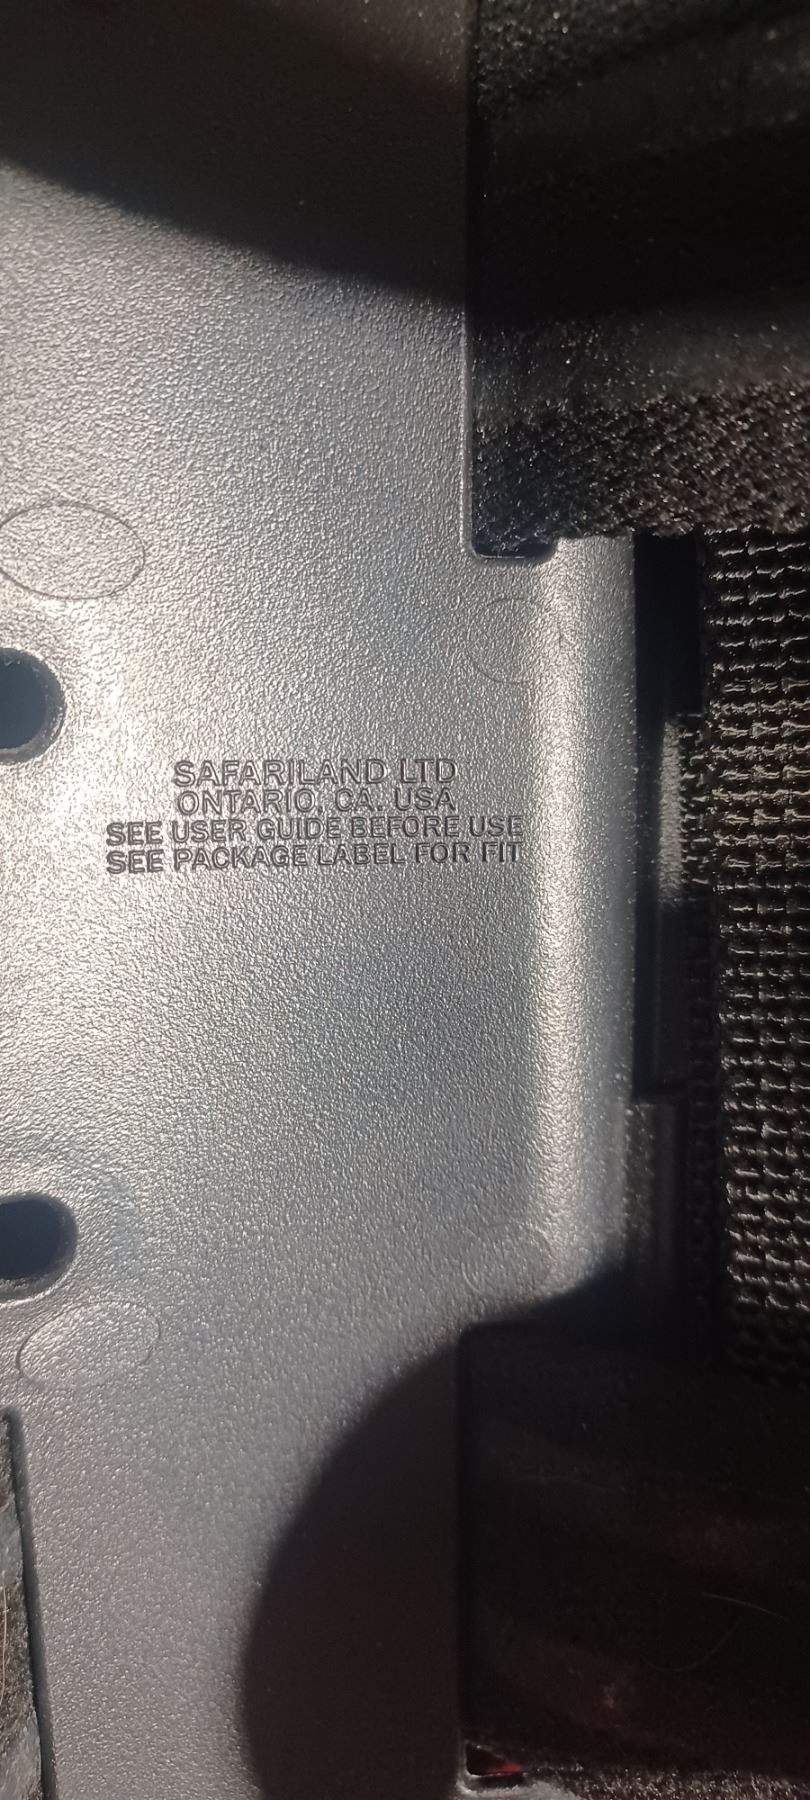 SAFARILAND LTD
ONTARIO, CA. USA
SEE USER GUIDE BEFORE USE
SEE PACKAGE LABEL FOR FIT